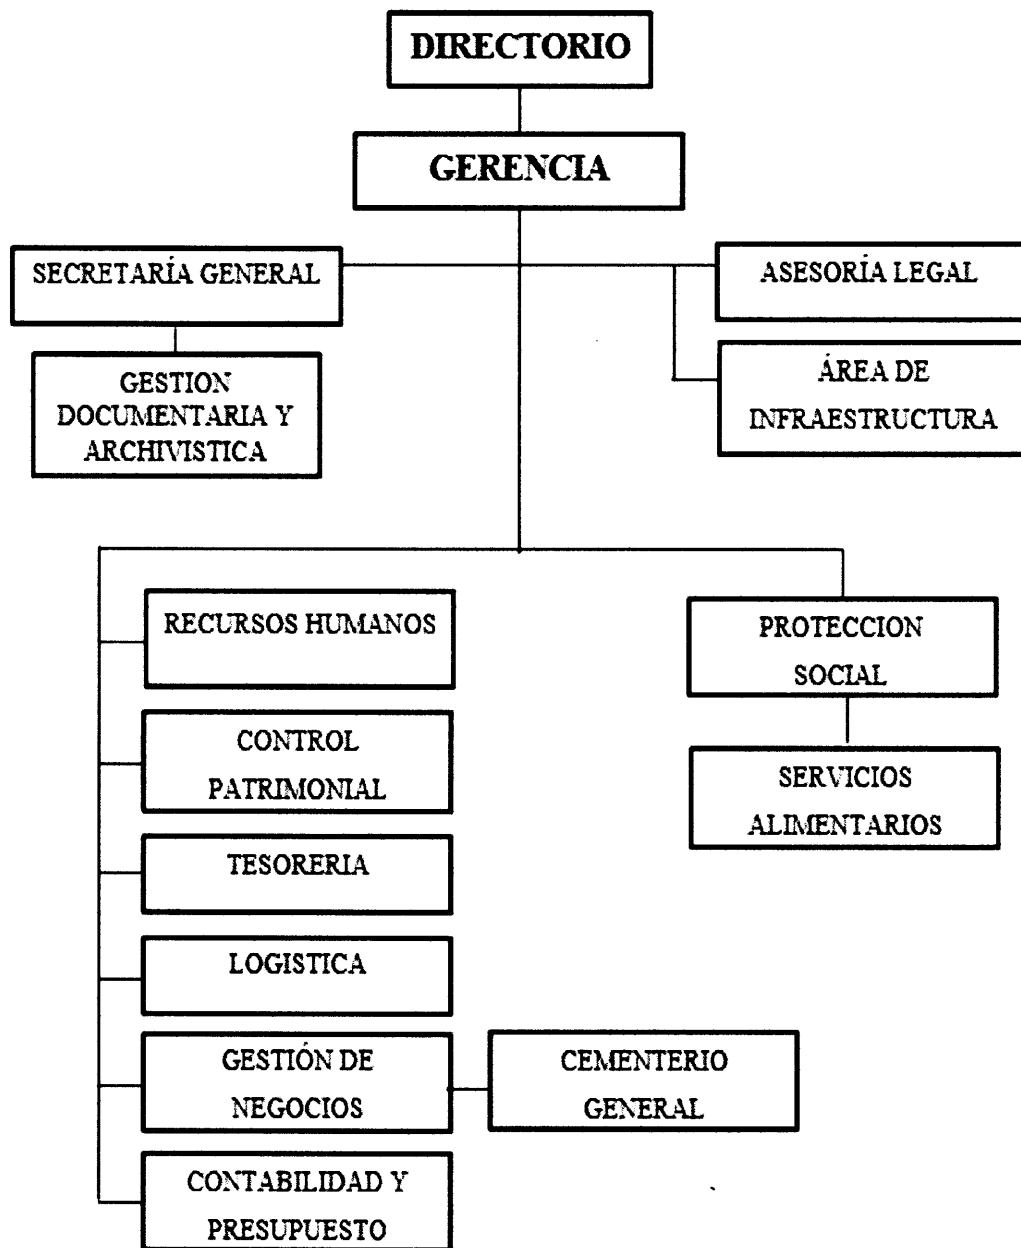 DIRECTORIO
GERENCIA
SECRETARÍA GENERAL
ASESORÍA LEGAL
GESTION
DOCUMENTARIA Y
ARCHIVISTICA
ÁREA DE
INFRAESTRUCTURA
RECURSOS HUMANOS
PROTECCION
SOCIAL
CONTROL
PATRIMONIAL
SERVICIOS
ALIMENTARIOS
TESORERIA
LOGISTICA
GESTIÓN DE
NEGOCIOS
CEMENTERIO
GENERAL
CONTABILIDAD Y
PRESUPUESTO